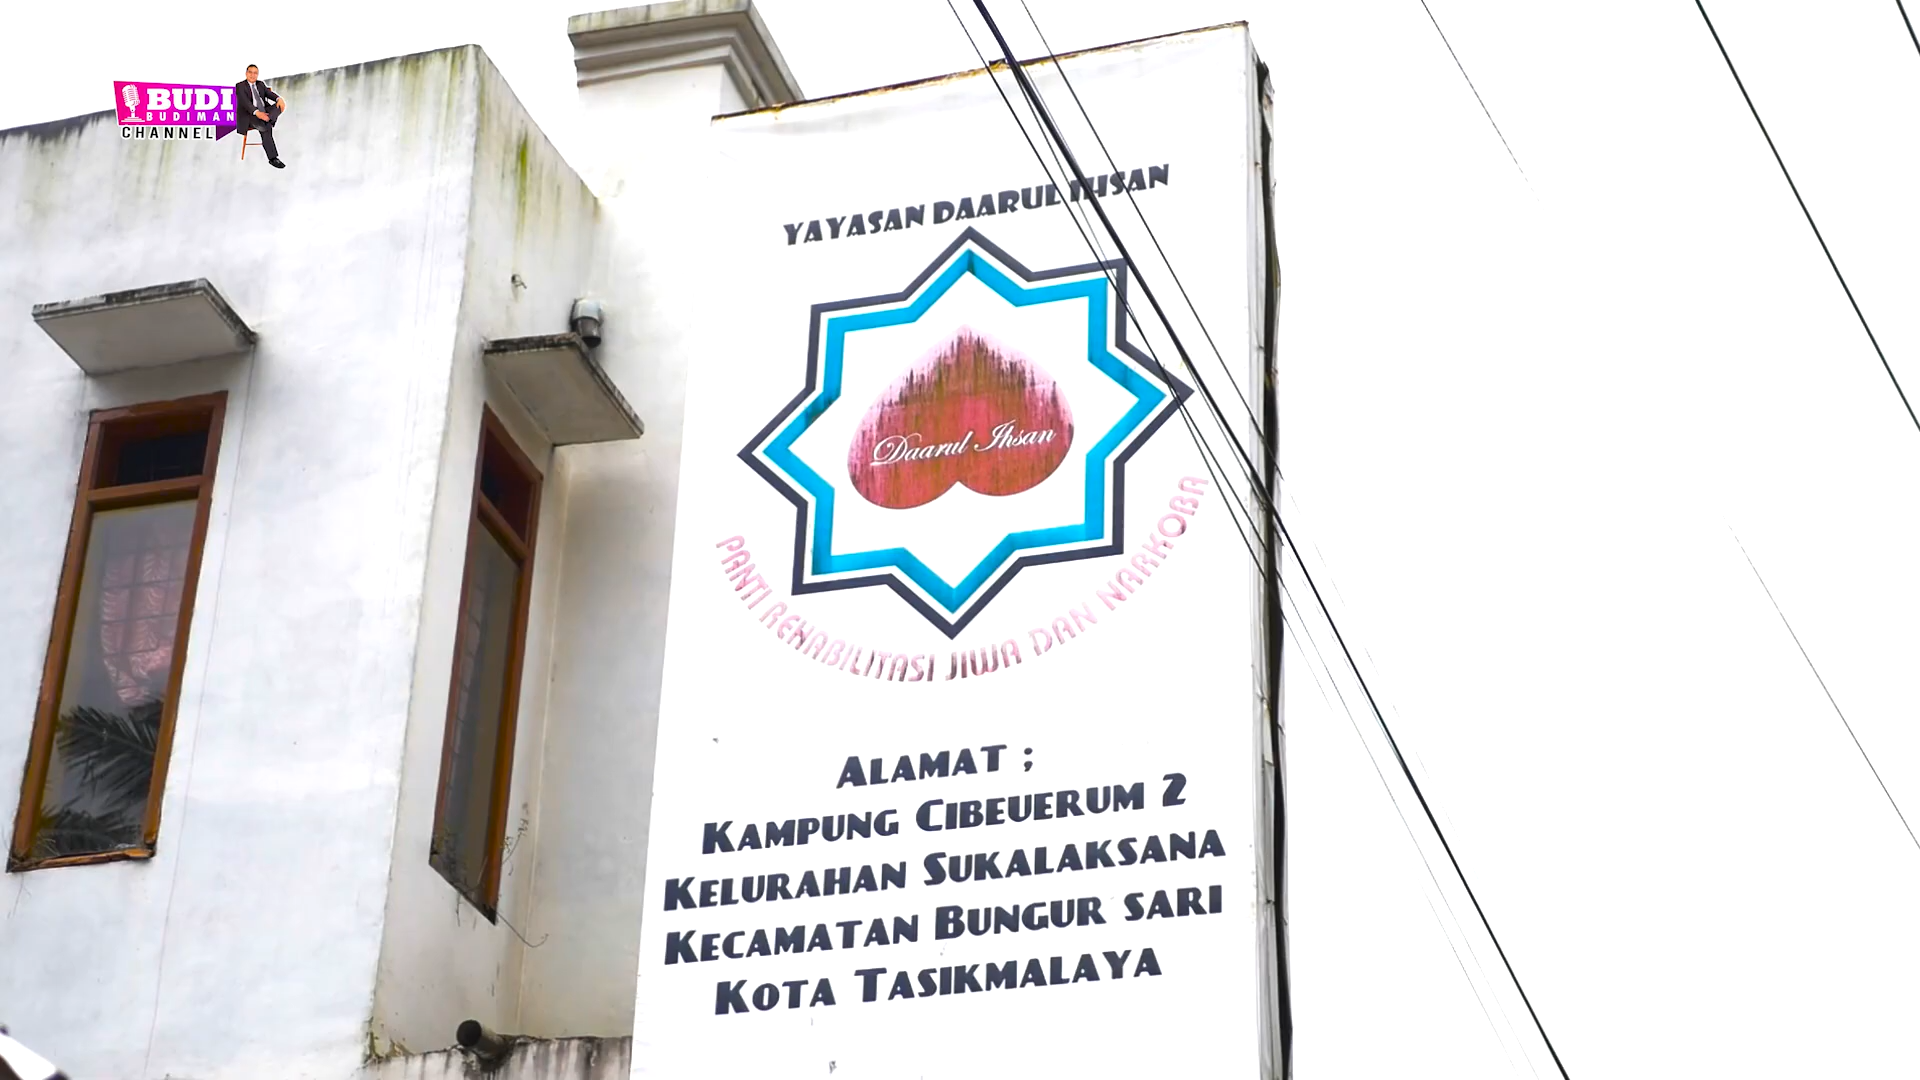 BUDI
BUDIMAN
CHANNEL
YAYASAN DAARUL IHSAN
Daarul Ihsan
PANTI REHABILITASI JIWA DAN NARKOBA
ALAMAT ;
KAMPUNG CIBEUERUM 2
KELURAHAN SUKALAKSANA
KECAMATAN BUNGUR SARI
KOTA TASIKMALAYA